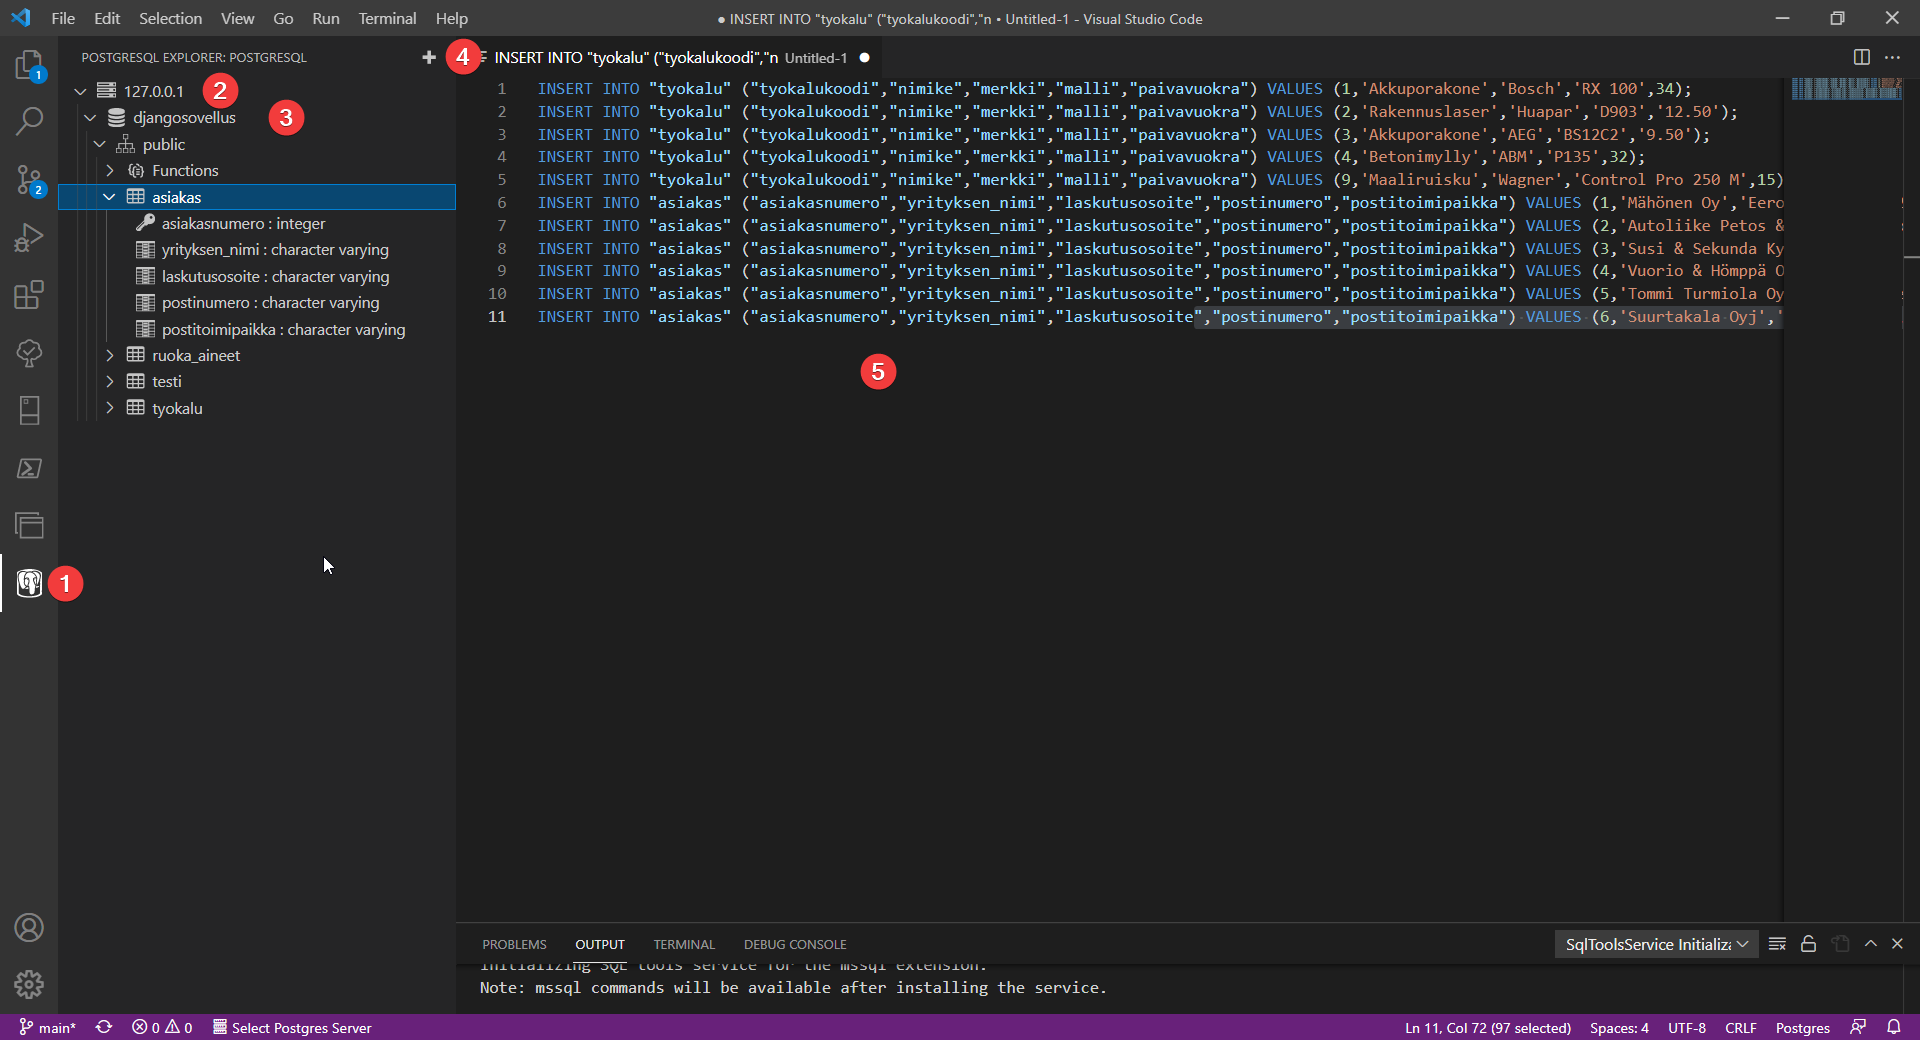 File Edit Selection View Go Run Terminal Help
● INSERT INTO "tyokalu" ("tyokalukoodi","n • Untitled-1 - Visual Studio Code
POSTGRESQL EXPLORER: POSTGRESQL
4
INSERT INTO "tyokalu" ("tyokalukoodi","n Untitled-1
1
127.0.0.1
2
djangosovellus
3
public
Functions
2
asiakas
asiakasnumero : integer
yrityksen_nimi : character varying
laskutusosoite : character varying
postinumero : character varying
postitoimipaikka : character varying
ruoka_aineet
testi
tyokalu
1
1 INSERT INTO "tyokalu" ("tyokalukoodi","nimike","merkki","malli","paivavuokra") VALUES (1,'Akkuporakone','Bosch','RX 100',34);
2 INSERT INTO "tyokalu" ("tyokalukoodi","nimike","merkki","malli","paivavuokra") VALUES (2,'Rakennuslaser','Huapar','D903','12.50');
3 INSERT INTO "tyokalu" ("tyokalukoodi","nimike","merkki","malli","paivavuokra") VALUES (3,'Akkuporakone','AEG','BS12C2','9.50');
4 INSERT INTO "tyokalu" ("tyokalukoodi","nimike","merkki","malli","paivavuokra") VALUES (4,'Betonimylly','ABM','P135',32);
5 INSERT INTO "tyokalu" ("tyokalukoodi","nimike","merkki","malli","paivavuokra") VALUES (9,'Maaliruisku','Wagner','Control Pro 250 M',15)
6 INSERT INTO "asiakas" ("asiakasnumero","yrityksen_nimi","laskutusosoite","postinumero","postitoimipaikka") VALUES (1,'Mähönen Oy','Eero
7 INSERT INTO "asiakas" ("asiakasnumero","yrityksen_nimi","laskutusosoite","postinumero","postitoimipaikka") VALUES (2,'Autoliike Petos &
8 INSERT INTO "asiakas" ("asiakasnumero","yrityksen_nimi","laskutusosoite","postinumero","postitoimipaikka") VALUES (3,'Susi & Sekunda Ky
9 INSERT INTO "asiakas" ("asiakasnumero","yrityksen_nimi","laskutusosoite","postinumero","postitoimipaikka") VALUES (4,'Vuorio & Hömppä O
10 INSERT INTO "asiakas" ("asiakasnumero","yrityksen_nimi","laskutusosoite","postinumero","postitoimipaikka") VALUES (5,'Tommi Turmiola Oy
11 INSERT INTO "asiakas" ("asiakasnumero","yrityksen_nimi","laskutusosoite","postinumero","postitoimipaikka") VALUES (6,'Suurtakala Oyj','
5
PROBLEMS OUTPUT TERMINAL DEBUG CONSOLE
SqlToolsService Initializa
Initializing SQL tools service for the mssql extension.
Note: mssql commands will be available after installing the service.
main* 0 0 Select Postgres Server
Ln 11, Col 72 (97 selected) Spaces: 4 UTF-8 CRLF Postgres